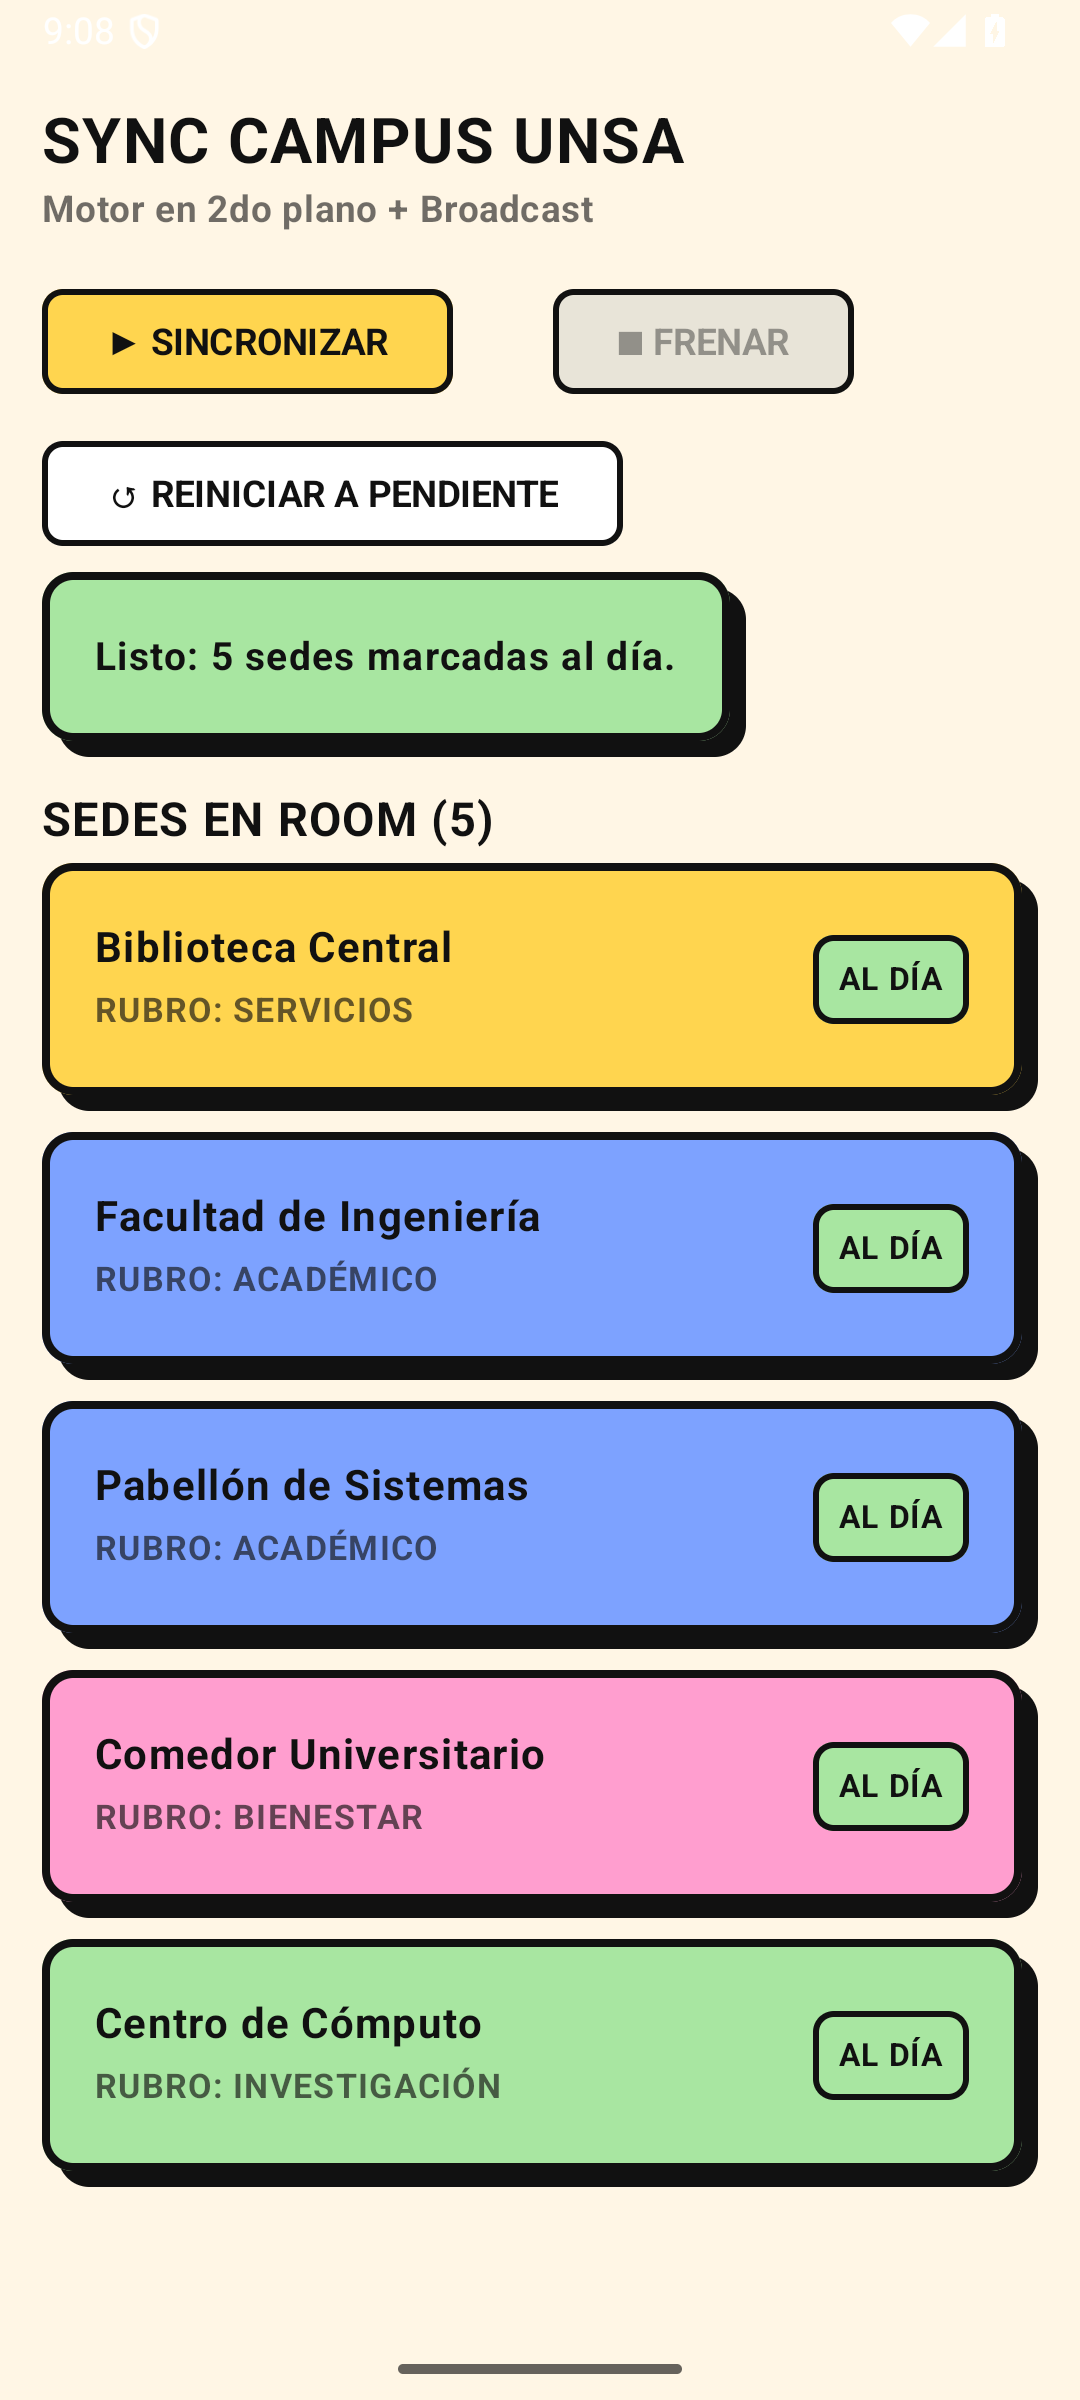 9:08
SYNC CAMPUS UNSA
Motor en 2do plano + Broadcast
▶ SINCRONIZAR
■ FRENAR
↺ REINICIAR A PENDIENTE
Listo: 5 sedes marcadas al día.
SEDES EN ROOM (5)
Biblioteca Central
RUBRO: SERVICIOS
AL DÍA
Facultad de Ingeniería
RUBRO: ACADÉMICO
AL DÍA
Pabellón de Sistemas
RUBRO: ACADÉMICO
AL DÍA
Comedor Universitario
RUBRO: BIENESTAR
AL DÍA
Centro de Cómputo
RUBRO: INVESTIGACIÓN
AL DÍA